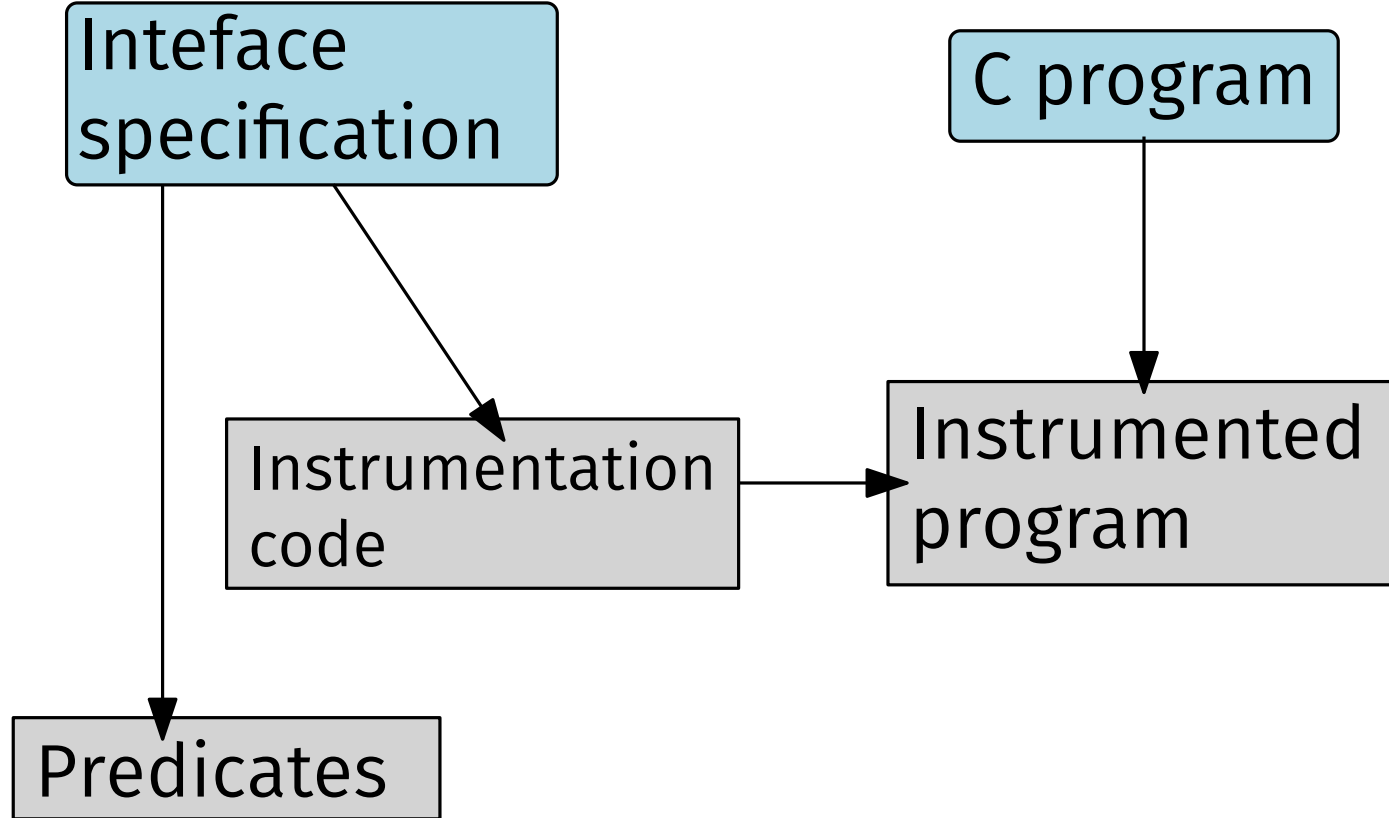 Inteface
specification
C program
Instrumentation
code
Instrumented
program
Predicates